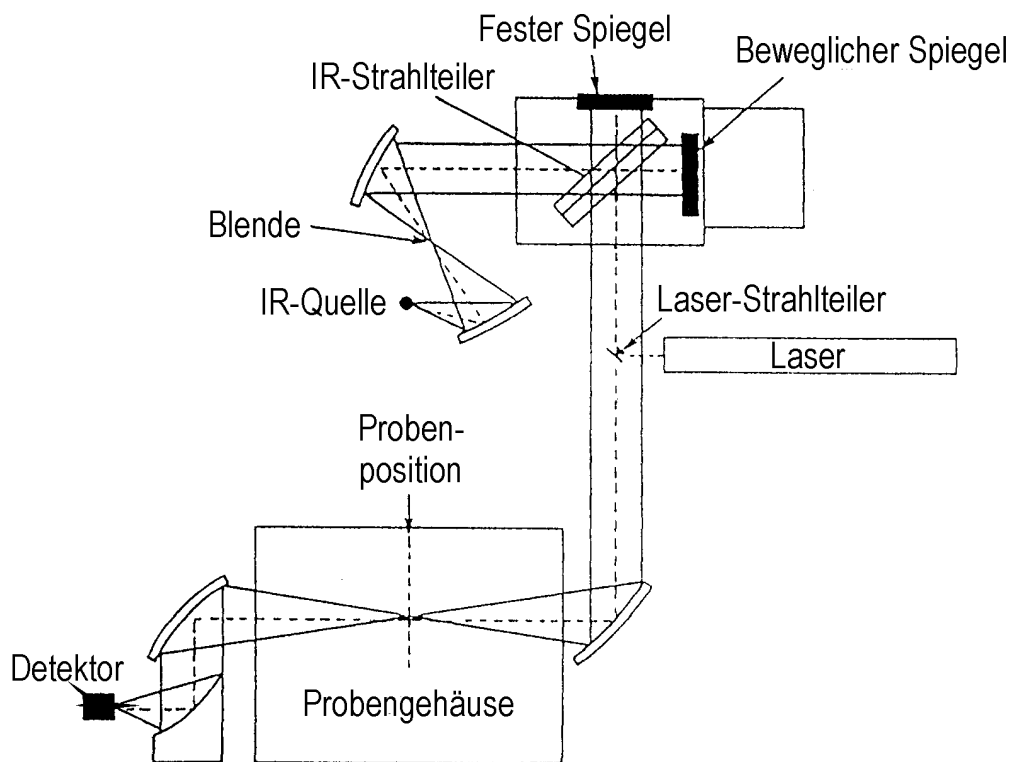 Fester Spiegel
Beweglicher Spiegel
IR-Strahlteiler
Blende
IR-Quelle
Laser-Strahlteiler
Laser
Proben-
position
Detektor
Probengehäuse